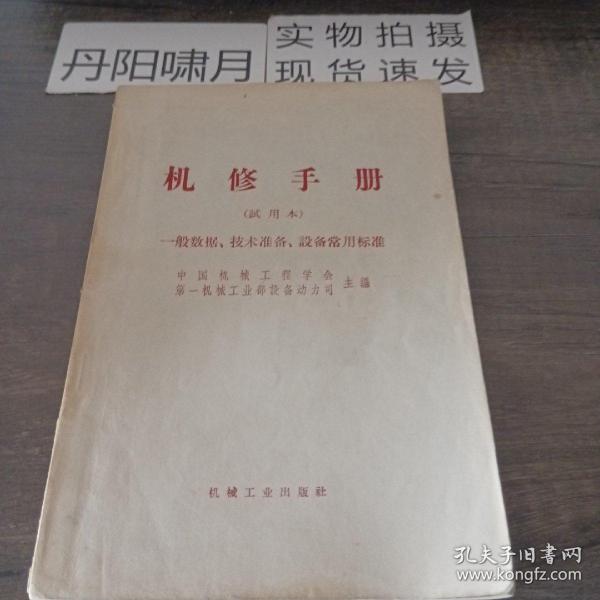 丹阳啸月
实物拍摄
现货速发
机修手册
(試用本)
一般数据、技术准备、設备常用标准
中国机械工程学会
第一机械工业部設备动力司
主編
机械工业出版社
孔夫子旧书网
www.kongfz.com